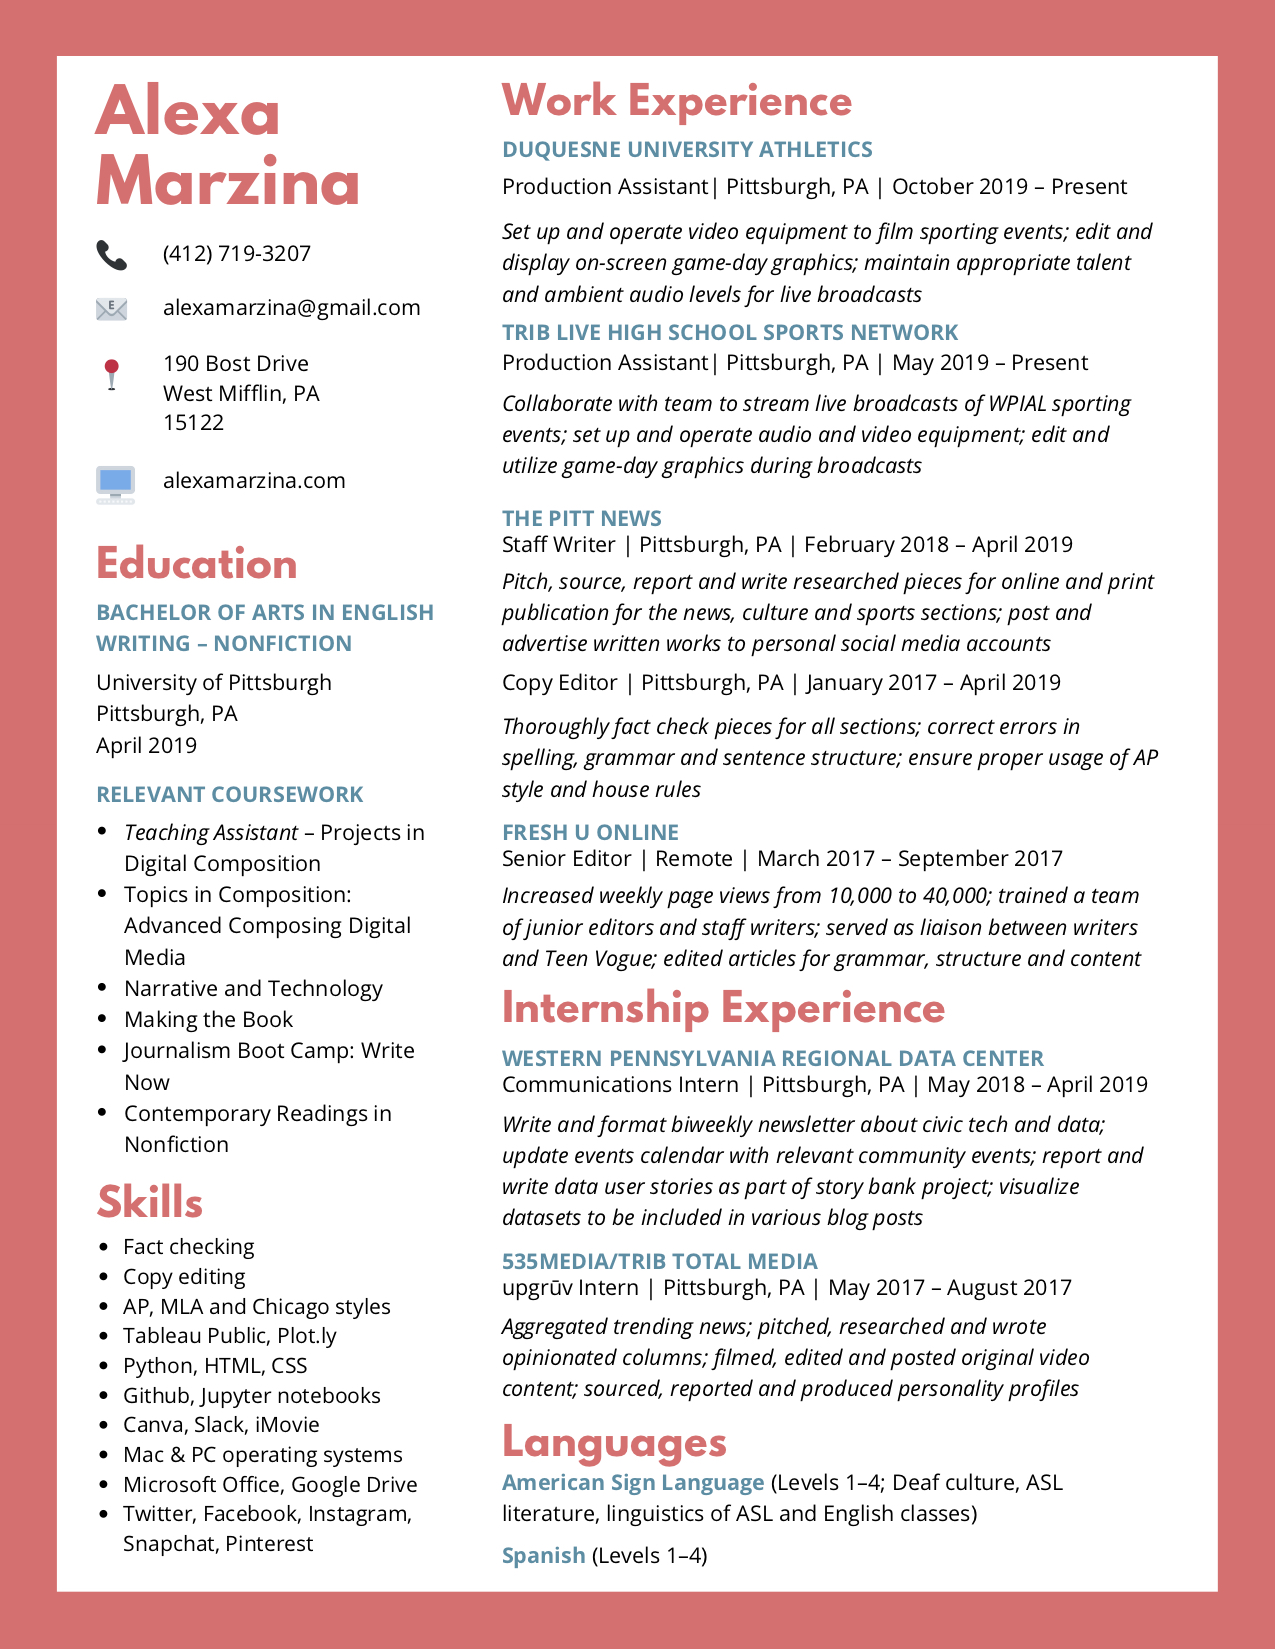 Alexa
Marzina
(412) 719-3207
E
alexamarzina@gmail.com
190 Bost Drive
West Mifflin, PA
15122
alexamarzina.com
Education
BACHELOR OF ARTS IN ENGLISH
WRITING – NONFICTION
University of Pittsburgh
Pittsburgh, PA
April 2019
RELEVANT COURSEWORK
• Teaching Assistant – Projects in
Digital Composition
• Topics in Composition:
Advanced Composing Digital
Media
• Narrative and Technology
• Making the Book
• Journalism Boot Camp: Write
Now
• Contemporary Readings in
Nonfiction
Skills
• Fact checking
• Copy editing
• AP, MLA and Chicago styles
• Tableau Public, Plot.ly
• Python, HTML, CSS
• Github, Jupyter notebooks
• Canva, Slack, iMovie
• Mac & PC operating systems
• Microsoft Office, Google Drive
• Twitter, Facebook, Instagram,
Snapchat, Pinterest
Work Experience
DUQUESNE UNIVERSITY ATHLETICS
Production Assistant| Pittsburgh, PA | October 2019 – Present
Set up and operate video equipment to film sporting events; edit and
display on-screen game-day graphics; maintain appropriate talent
and ambient audio levels for live broadcasts
TRIB LIVE HIGH SCHOOL SPORTS NETWORK
Production Assistant| Pittsburgh, PA | May 2019 – Present
Collaborate with team to stream live broadcasts of WPIAL sporting
events; set up and operate audio and video equipment; edit and
utilize game-day graphics during broadcasts
THE PITT NEWS
Staff Writer | Pittsburgh, PA | February 2018 – April 2019
Pitch, source, report and write researched pieces for online and print
publication for the news, culture and sports sections; post and
advertise written works to personal social media accounts
Copy Editor | Pittsburgh, PA | January 2017 – April 2019
Thoroughly fact check pieces for all sections; correct errors in
spelling, grammar and sentence structure; ensure proper usage of AP
style and house rules
FRESH U ONLINE
Senior Editor | Remote | March 2017 – September 2017
Increased weekly page views from 10,000 to 40,000; trained a team
of junior editors and staff writers; served as liaison between writers
and Teen Vogue; edited articles for grammar, structure and content
Internship Experience
WESTERN PENNSYLVANIA REGIONAL DATA CENTER
Communications Intern | Pittsburgh, PA | May 2018 – April 2019
Write and format biweekly newsletter about civic tech and data;
update events calendar with relevant community events; report and
write data user stories as part of story bank project; visualize
datasets to be included in various blog posts
535MEDIA/TRIB TOTAL MEDIA
upgrūv Intern | Pittsburgh, PA | May 2017 – August 2017
Aggregated trending news; pitched, researched and wrote
opinionated columns; filmed, edited and posted original video
content; sourced, reported and produced personality profiles
Languages
American Sign Language (Levels 1–4; Deaf culture, ASL
literature, linguistics of ASL and English classes)
Spanish (Levels 1–4)